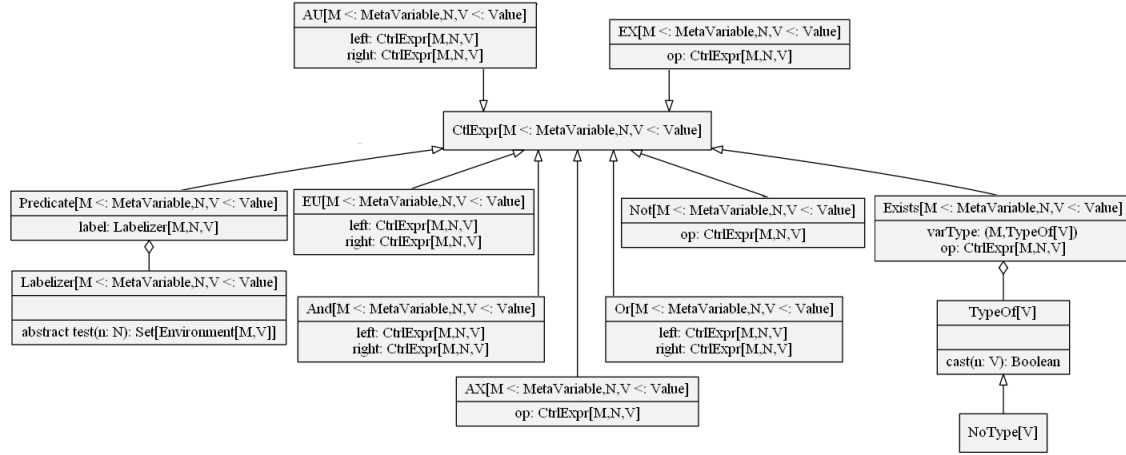 AU[M <: MetaVariable,N,V <: Value]
left: CtrlExpr[M,N,V]
right: CtrlExpr[M,N,V]
EX[M <: MetaVariable,N,V <: Value]
op: CtrlExpr[M,N,V]
CtlExpr[M <: MetaVariable,N,V <: Value]
Predicate[M <: MetaVariable,N,V <: Value]
label: Labelizer[M,N,V]
EU[M <: MetaVariable,N,V <: Value]
left: CtrlExpr[M,N,V]
right: CtrlExpr[M,N,V]
Not[M <: MetaVariable,N,V <: Value]
op: CtrlExpr[M,N,V]
Exists[M <: MetaVariable,N,V <: Value]
varType: (M,TypeOf[V])
op: CtrlExpr[M,N,V]
Labelizer[M <: MetaVariable,N,V <: Value]
abstract test(n: N): Set[Environment[M,V]]
And[M <: MetaVariable,N,V <: Value]
left: CtrlExpr[M,N,V]
right: CtrlExpr[M,N,V]
Or[M <: MetaVariable,N,V <: Value]
left: CtrlExpr[M,N,V]
right: CtrlExpr[M,N,V]
TypeOf[V]
cast(n: V): Boolean
AX[M <: MetaVariable,N,V <: Value]
op: CtrlExpr[M,N,V]
NoType[V]